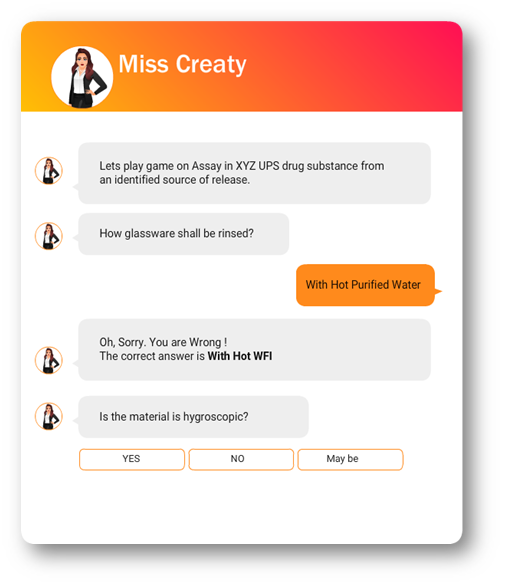 Miss Creaty
Lets play game on Assay in XYZ UPS drug substance from
an identified source of release.
How glassware shall be rinsed?
With Hot Purified Water
Oh, Sorry. You are Wrong !
The correct answer is With Hot WFI
Is the material is hygroscopic?
YES
NO
May be